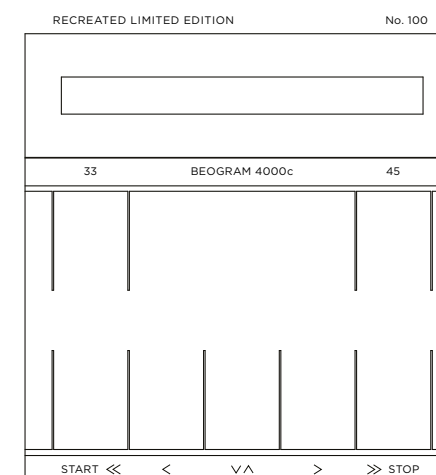 RECREATED LIMITED EDITION No. 100
33 BEOGRAM 4000c 45
START ≪ < ∨∧ > ≫ STOP